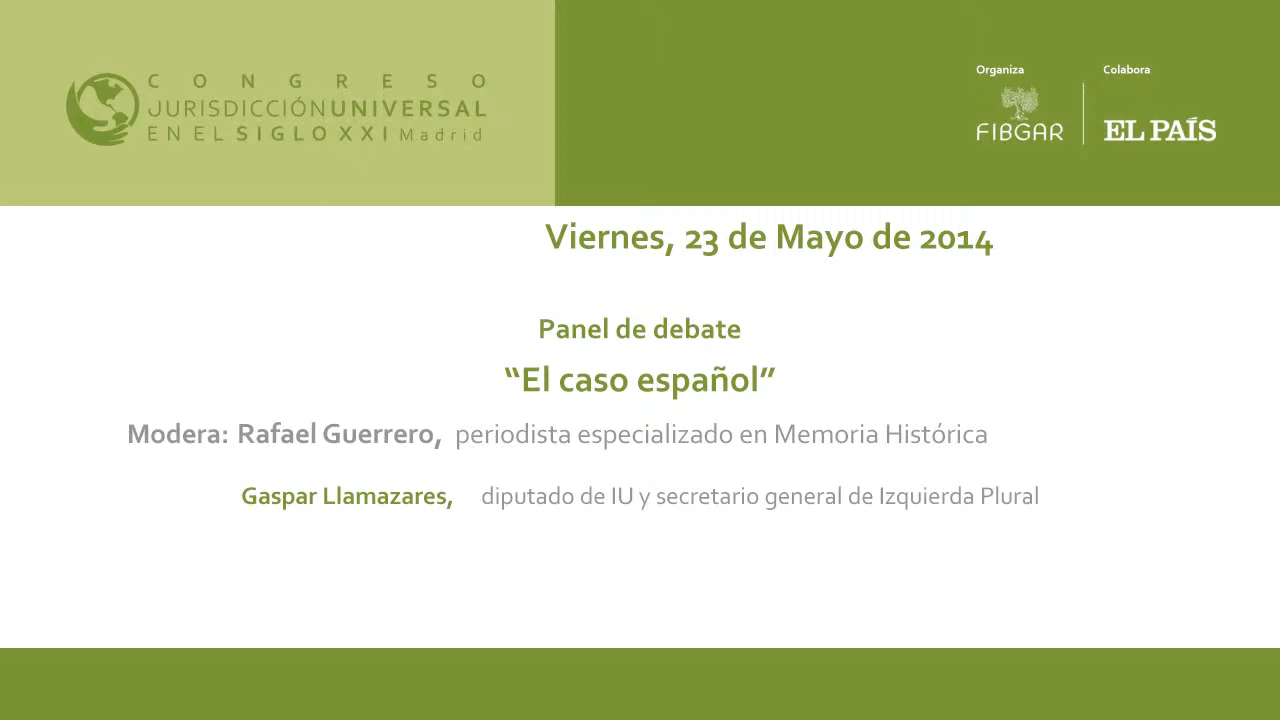 CONGRESO
JURISDICCIÓN UNIVERSAL
EN EL SIGLO XXI Madrid
Organiza
FIBGAR
Colabora
EL PAÍS
Viernes, 23 de Mayo de 2014
Panel de debate
“El caso español”
Modera: Rafael Guerrero, periodista especializado en Memoria Histórica
Gaspar Llamazares, diputado de IU y secretario general de Izquierda Plural